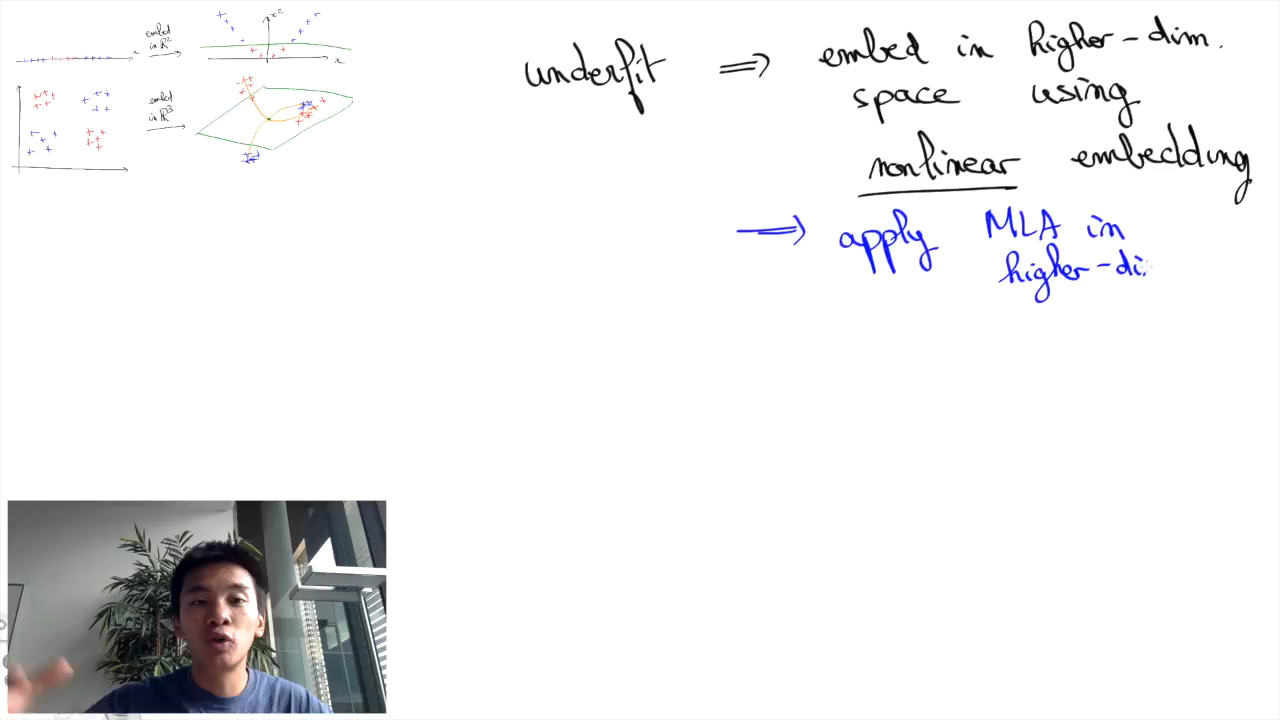 embed
in ℝ²
x²
x
x
embed
in ℝ³
underfit ⟹ embed in higher-dim.
space using
nonlinear embedding
⟹ apply MLA in
higher-di